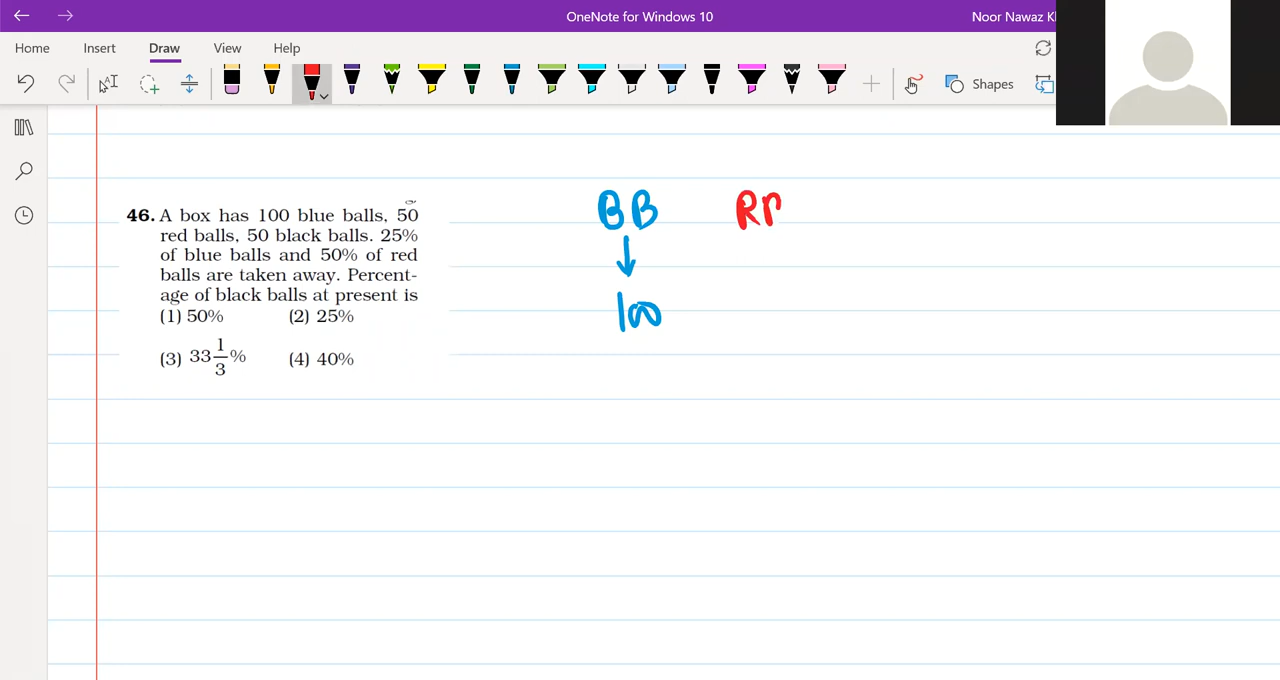 OneNote for Windows 10
Noor Nawaz
Home Insert Draw View Help
Shapes
BB
46. A box has 100 blue balls, 50
red balls, 50 black balls. 25%
of blue balls and 50% of red
balls are taken away. Percent-
age of black balls at present is
(1) 50% (2) 25%
(3) 33 1/3 % (4) 40%
100